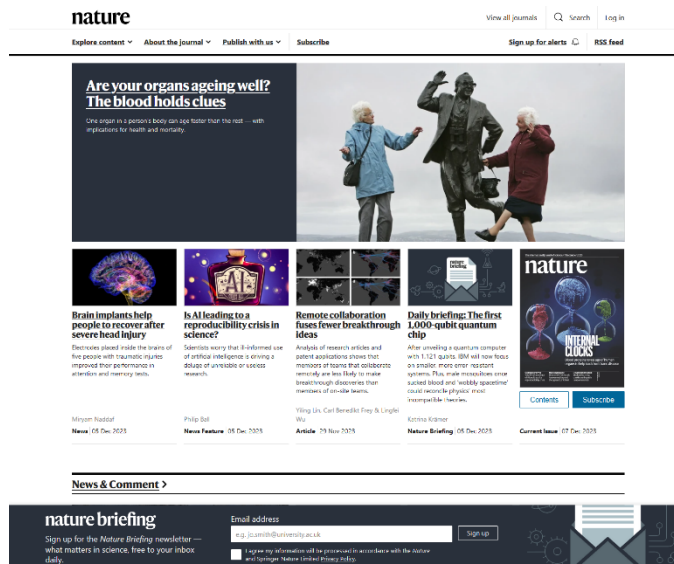 nature
View all journals
Search
Log in
Explore content
About the journal
Publish with us
Subscribe
Sign up for alerts
RSS feed
Are your organs ageing well?
The blood holds clues
One organ in a person's body can age faster than the rest — with
implications for health and mortality.
Brain implants help
people to recover after
severe head injury
Electrodes placed inside the brains of
five people with traumatic injuries
improved their performance in
attention and memory tests.
Miryam Naddaf
News | 05 Dec 2023
AI
Is AI leading to a
reproducibility crisis in
science?
Scientists worry that ill-informed use
of artificial intelligence is driving a
deluge of unreliable or useless
research.
Philip Ball
News Feature | 05 Dec 2023
Remote collaboration
fuses fewer breakthrough
ideas
Analysis of research articles and
patent applications shows that
members of teams that collaborate
remotely are less likely to make
breakthrough discoveries than
members of on-site teams.
Yiling Lin, Carl Benedikt Frey & Lingfei
Wu
Article | 29 Nov 2023
nature
briefing
Daily briefing: The first
1,000-qubit quantum
chip
After unveiling a quantum computer
with 1,121 qubits, IBM will now focus
on smaller, more error-resistant
systems. Plus, male mosquitoes once
sucked blood and 'wobbly spacetime'
could reconcile physics' most
incompatible theories.
Katrina Krämer
Nature Briefing | 05 Dec 2023
nature
INTERNAL
CLOCKS
Contents
Subscribe
Current Issue | 07 Dec 2023
News & Comment >
nature briefing
Sign up for the Nature Briefing newsletter —
what matters in science, free to your inbox
daily.
Email address
e.g. jo.smith@university.ac.uk
Sign up
I agree my information will be processed in accordance with the Nature
and Springer Nature Limited Privacy Policy.